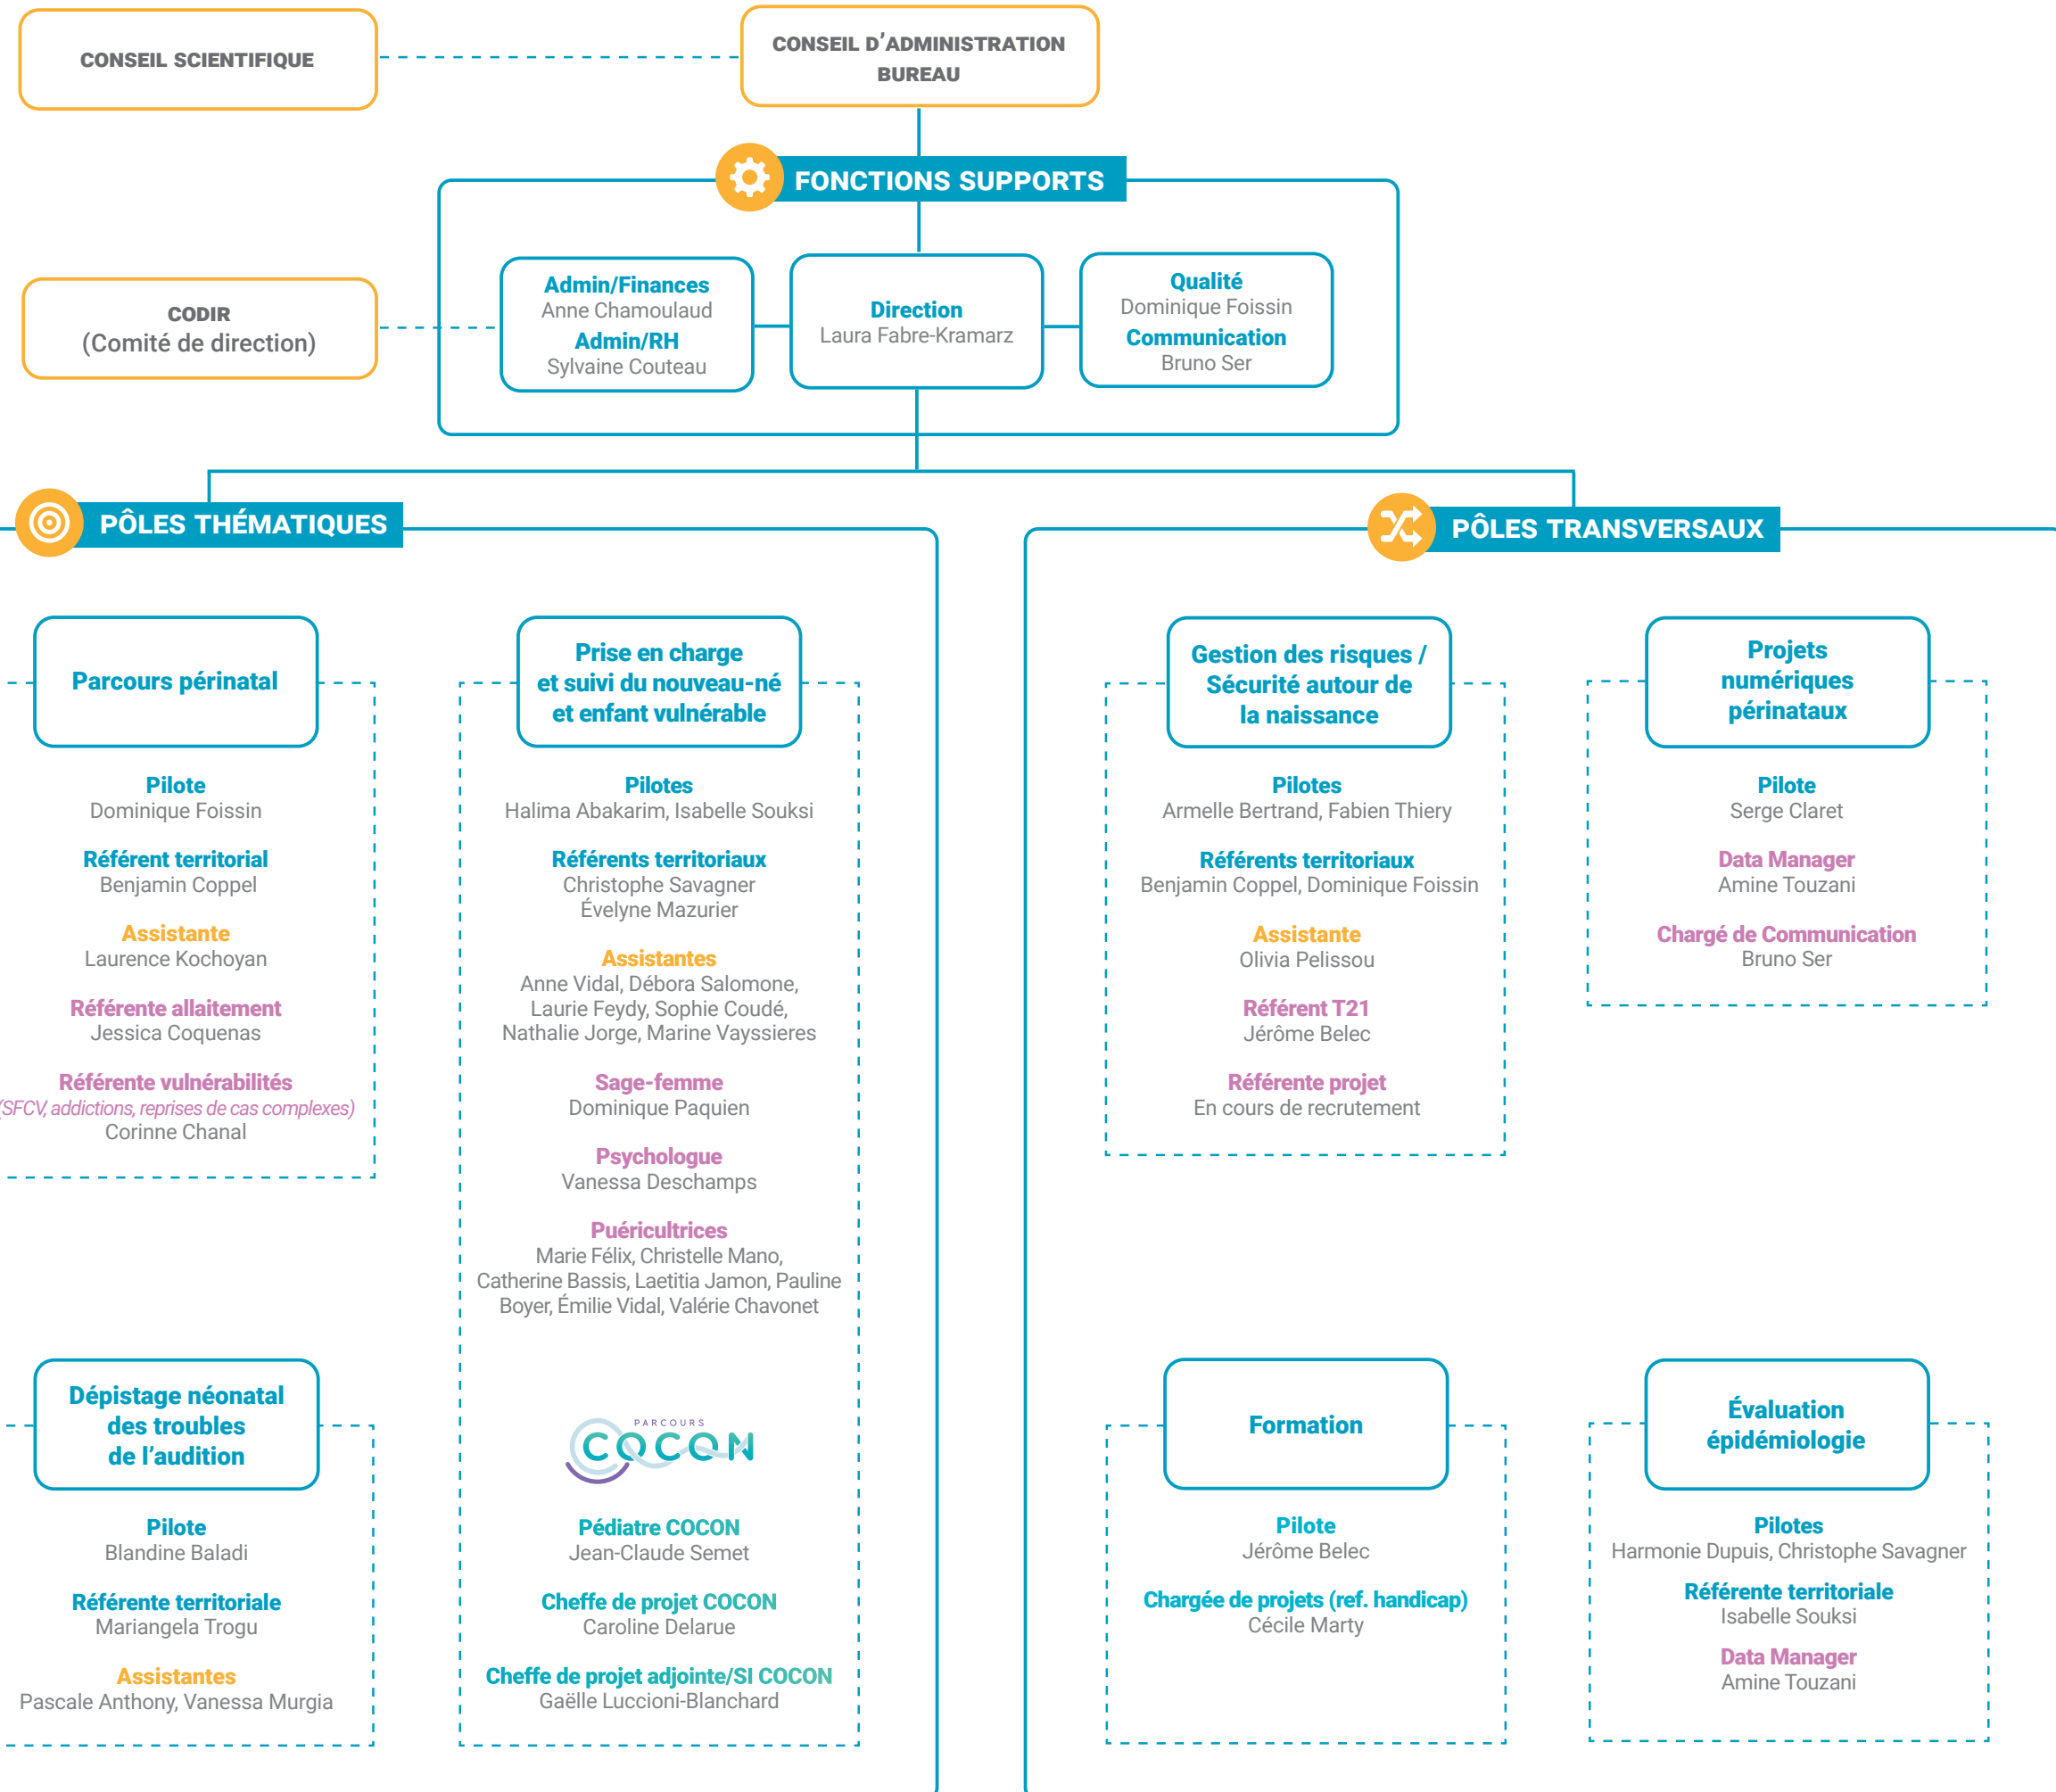 CONSEIL SCIENTIFIQUE
CONSEIL D'ADMINISTRATION
BUREAU
FONCTIONS SUPPORTS
CODIR
(Comité de direction)
Admin/Finances
Anne Chamoulaud
Admin/RH
Sylvaine Couteau
Direction
Laura Fabre-Kramarz
Qualité
Dominique Foissin
Communication
Bruno Ser
PÔLES THÉMATIQUES
Parcours périnatal
Pilote
Dominique Foissin
Référent territorial
Benjamin Coppel
Assistante
Laurence Kochoyan
Référente allaitement
Jessica Coquenas
Référente vulnérabilités
(SFCV, addictions, reprises de cas complexes)
Corinne Chanal
Prise en charge
et suivi du nouveau-né
et enfant vulnérable
Pilotes
Halima Abakarim, Isabelle Souksi
Référents territoriaux
Christophe Savagner
Évelyne Mazurier
Assistantes
Anne Vidal, Débora Salomone,
Laurie Feydy, Sophie Coudé,
Nathalie Jorge, Marine Vayssieres
Sage-femme
Dominique Paquien
Psychologue
Vanessa Deschamps
Puéricultrices
Marie Félix, Christelle Mano,
Catherine Bassis, Laetitia Jamon, Pauline
Boyer, Émilie Vidal, Valérie Chavonet
PARCOURS
COCON
Pédiatre COCON
Jean-Claude Semet
Cheffe de projet COCON
Caroline Delarue
Cheffe de projet adjointe/SI COCON
Gaëlle Luccioni-Blanchard
Dépistage néonatal
des troubles
de l'audition
Pilote
Blandine Baladi
Référente territoriale
Mariangela Trogu
Assistantes
Pascale Anthony, Vanessa Murgia
PÔLES TRANSVERSAUX
Gestion des risques /
Sécurité autour de
la naissance
Pilotes
Armelle Bertrand, Fabien Thiery
Référents territoriaux
Benjamin Coppel, Dominique Foissin
Assistante
Olivia Pelissou
Référent T21
Jérôme Belec
Référente projet
En cours de recrutement
Projets
numériques
périnataux
Pilote
Serge Claret
Data Manager
Amine Touzani
Chargé de Communication
Bruno Ser
Formation
Pilote
Jérôme Belec
Chargée de projets (ref. handicap)
Cécile Marty
Évaluation
épidémiologie
Pilotes
Harmonie Dupuis, Christophe Savagner
Référente territoriale
Isabelle Souksi
Data Manager
Amine Touzani